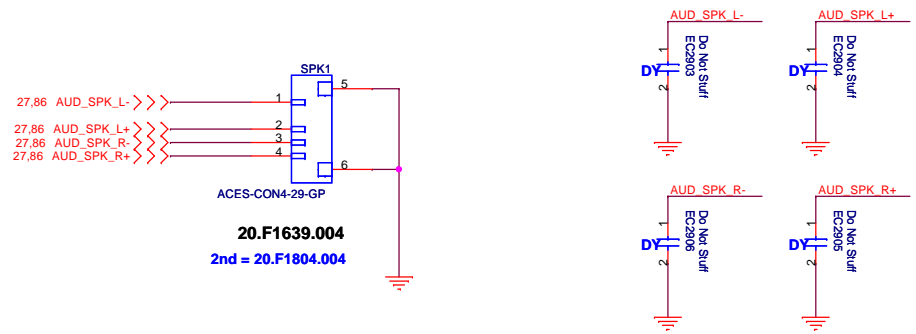 SPK1
5
27,86 AUD_SPK_L- 1
27,86 AUD_SPK_L+ 2
27,86 AUD_SPK_R- 3
27,86 AUD_SPK_R+ 4
6
ACES-CON4-29-GP
20.F1639.004
2nd = 20.F1804.004
AUD_SPK_L-
1
DY
2
Do Not Stuff
EC2903
AUD_SPK_L+
1
DY
2
Do Not Stuff
EC2904
AUD_SPK_R-
1
DY
2
Do Not Stuff
EC2906
AUD_SPK_R+
1
DY
2
Do Not Stuff
EC2905